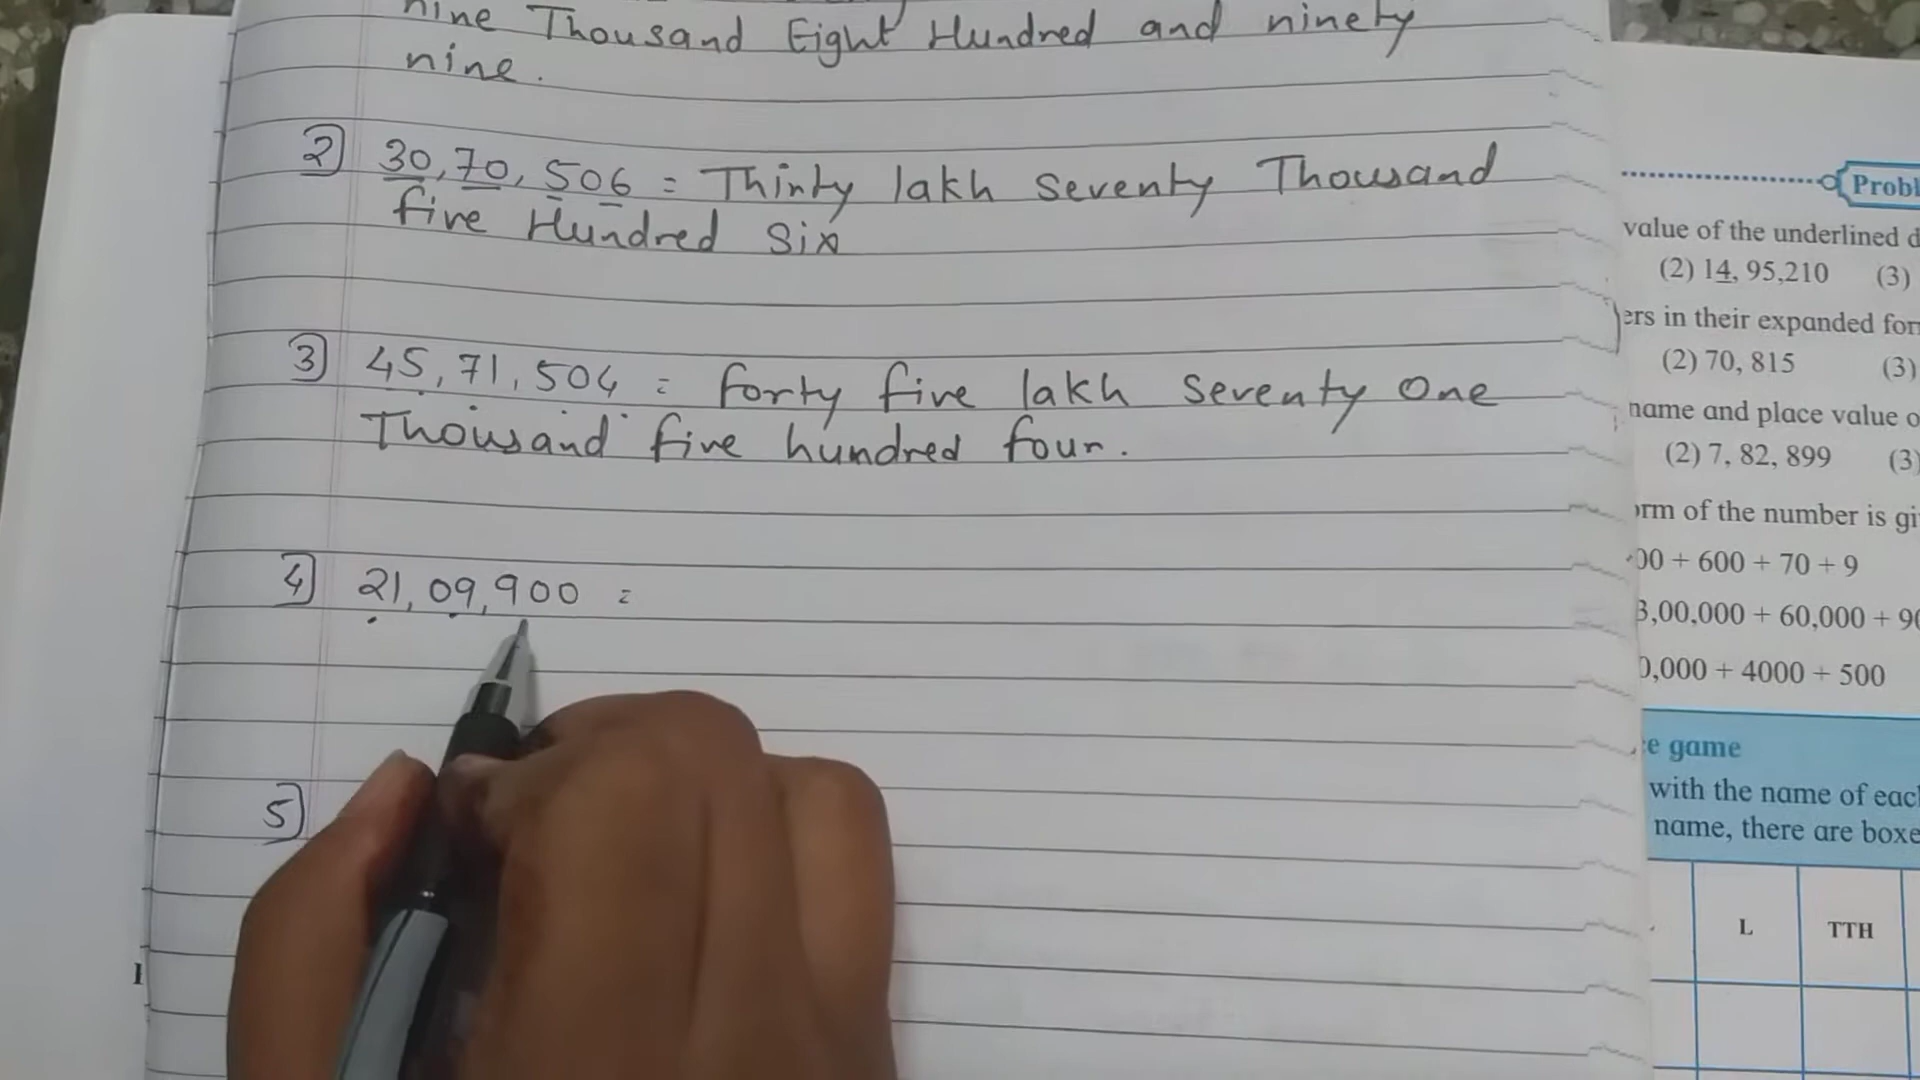 nine Thousand Eight Hundred and ninety
nine.
2) 30,70,506 = Thirty lakh seventy Thousand
five Hundred Six
3) 45,71,504 = forty five lakh Seventy One
Thousand five hundred four.
4) 21,09,900 =
5)
Probl
value of the underlined d
(2) 14, 95,210 (3)
ers in their expanded for
(2) 70, 815 (3)
name and place value o
(2) 7, 82, 899 (3)
orm of the number is gi
00 + 600 + 70 + 9
3,00,000 + 60,000 + 90
0,000 + 4000 + 500
e game
with the name of each
name, there are boxe
L TTH